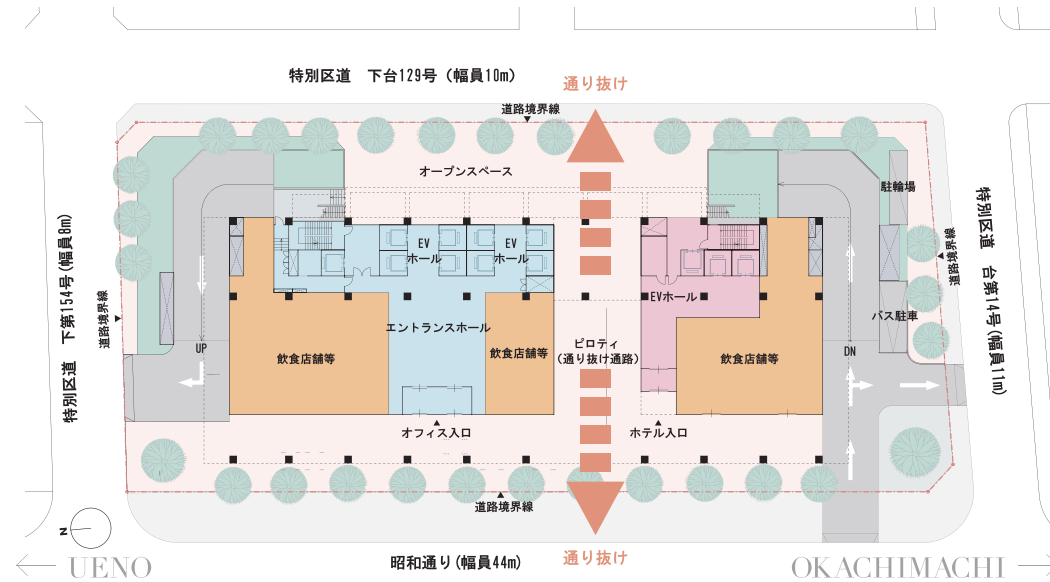 特別区道　下台129号（幅員10m）
通り抜け
道路境界線
オープンスペース
駐輪場
特別区道　下第154号(幅員8m)
特別区道　台第14号(幅員11m)
道路境界線
道路境界線
EV
ホール
EV
ホール
EVホール
エントランスホール
バス駐車
飲食店舗等
飲食店舗等
ピロティ
（通り抜け通路）
飲食店舗等
UP
DN
オフィス入口
ホテル入口
道路境界線
N
昭和通り(幅員44m)
通り抜け
UENO
OKACHIMACHI